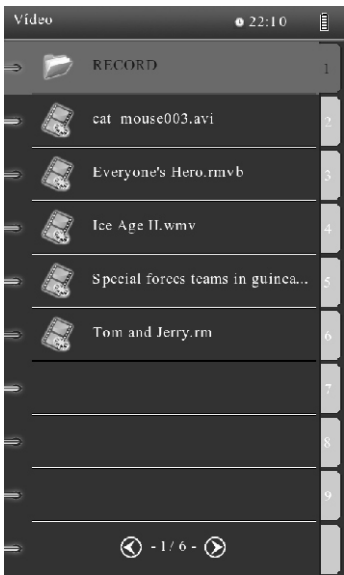 Vídeo 22:10
RECORD 1
cat mouse003.avi 2
Everyone's Hero.rmvb 3
Ice Age II.wmv 4
Special forces teams in guinea... 5
Tom and Jerry.rm 6
7
8
9
- 1/6 -